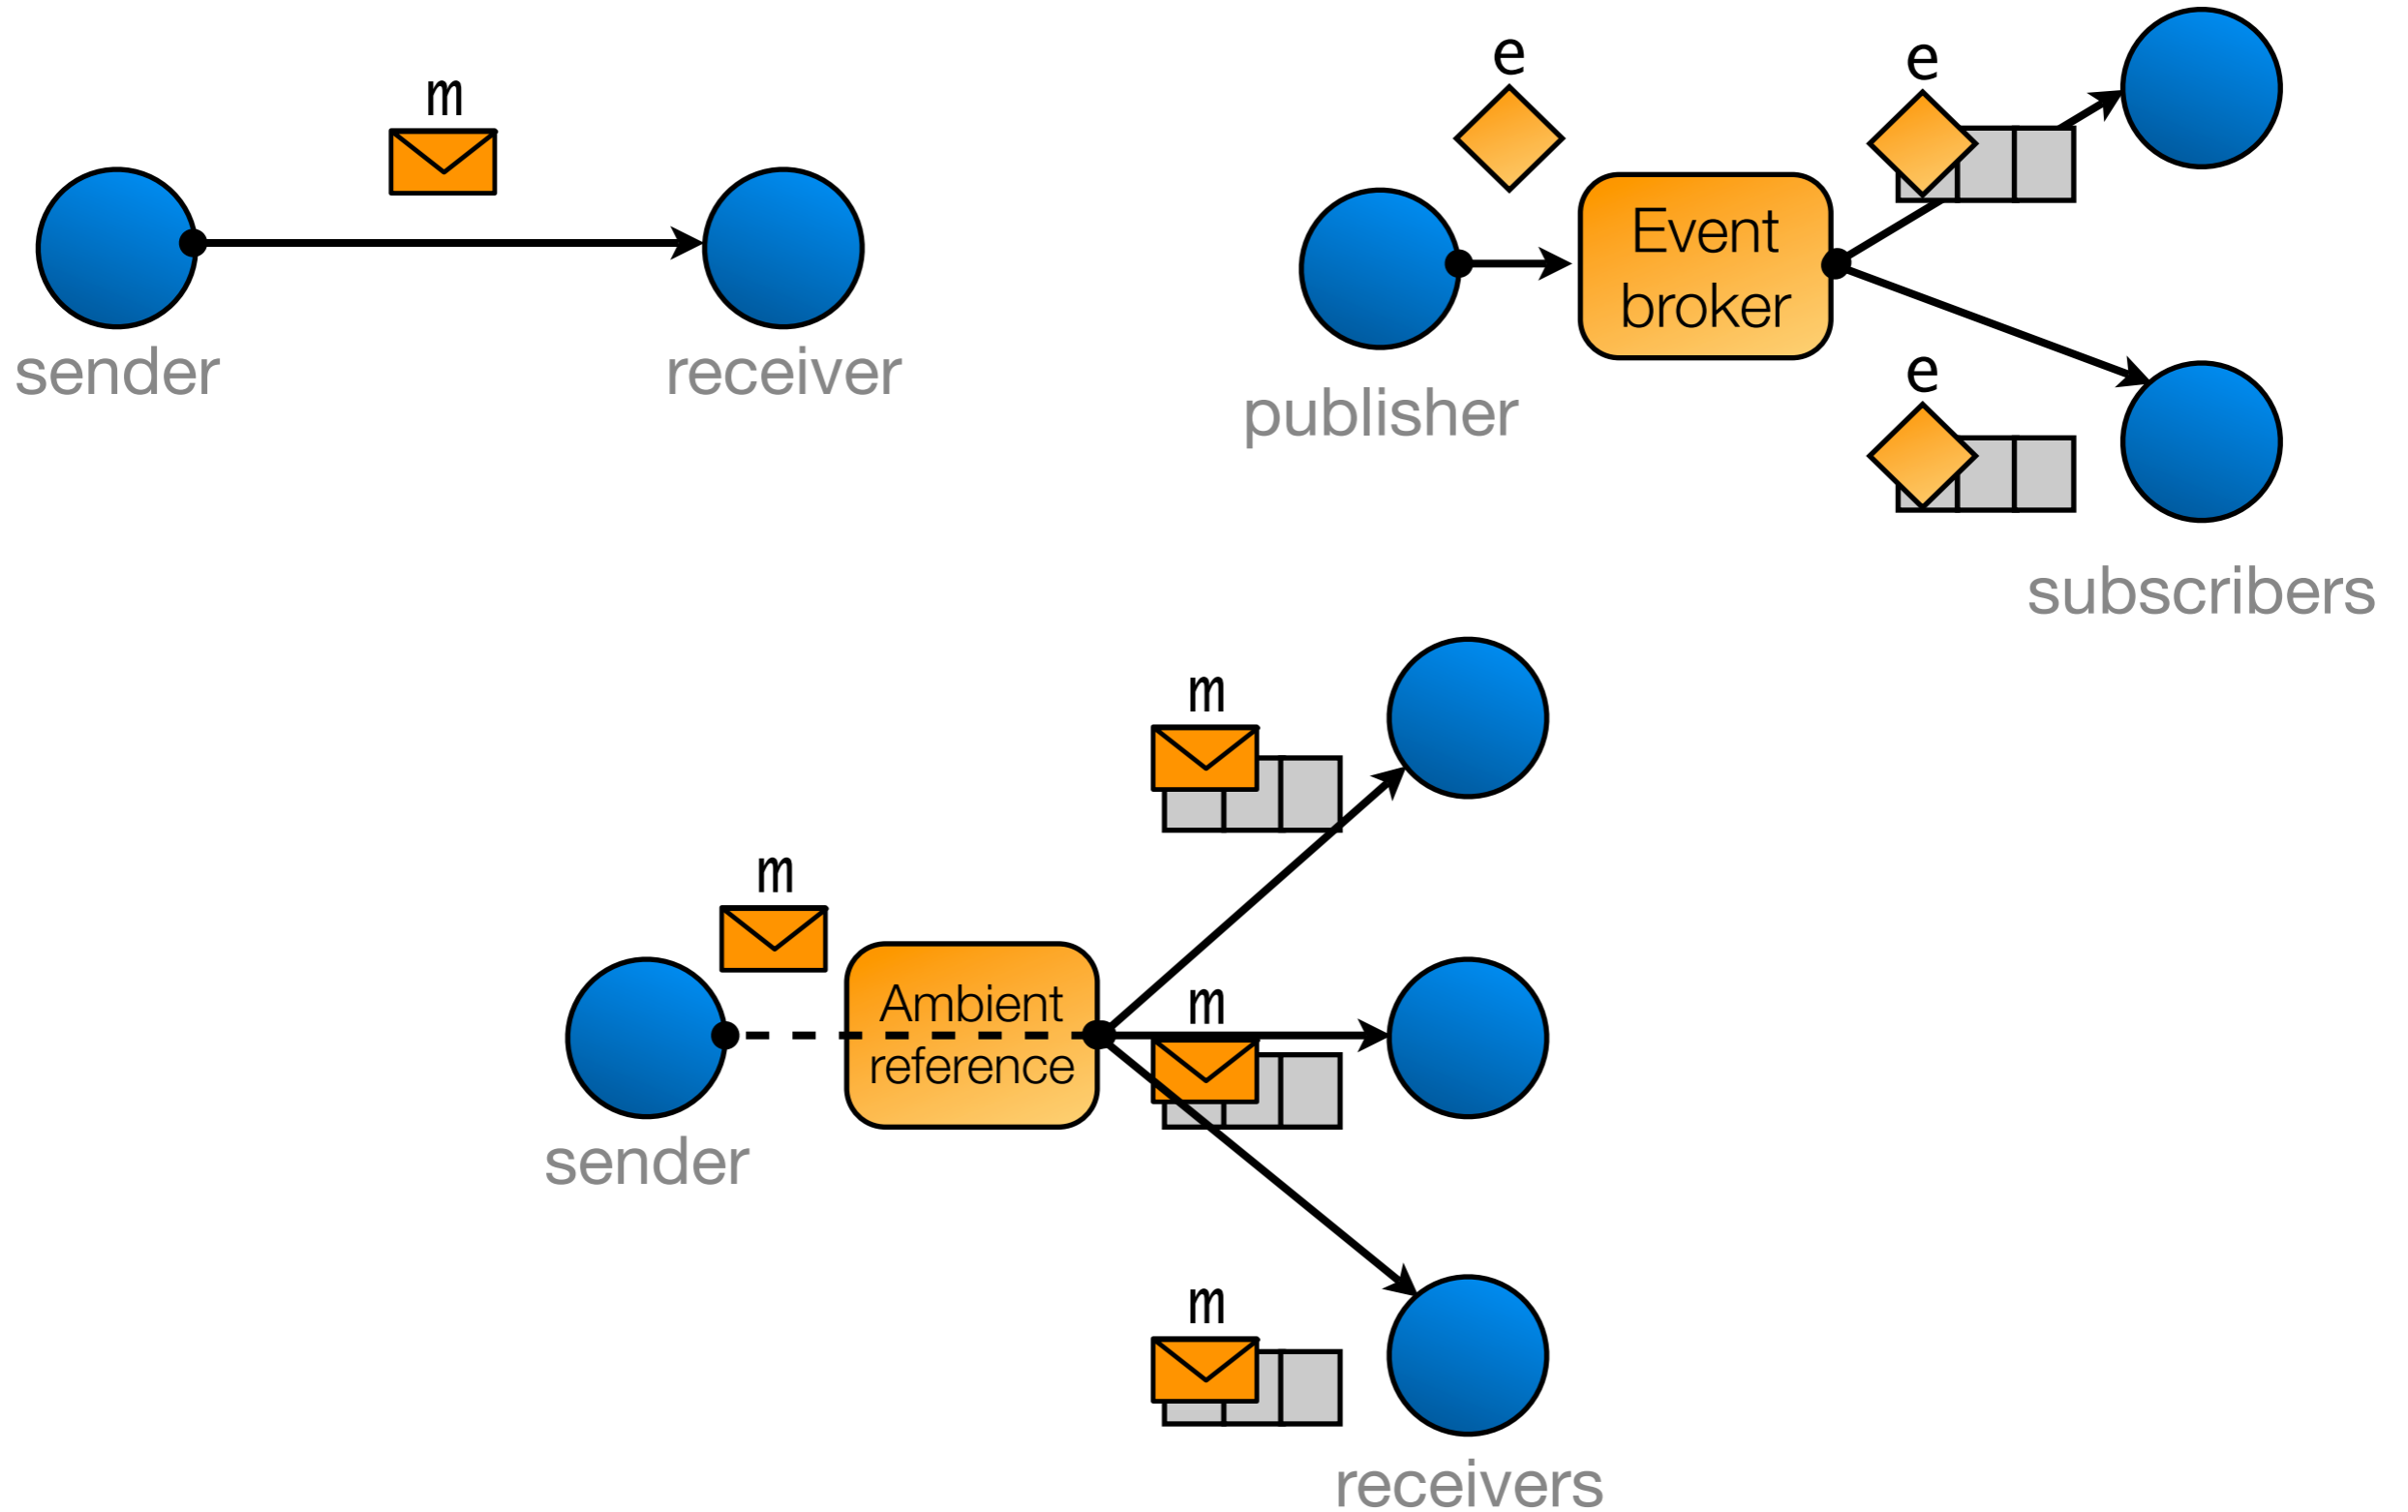 m
sender
receiver
e
e
Event
broker
publisher
e
subscribers
m
m
Ambient
reference
m
sender
m
receivers